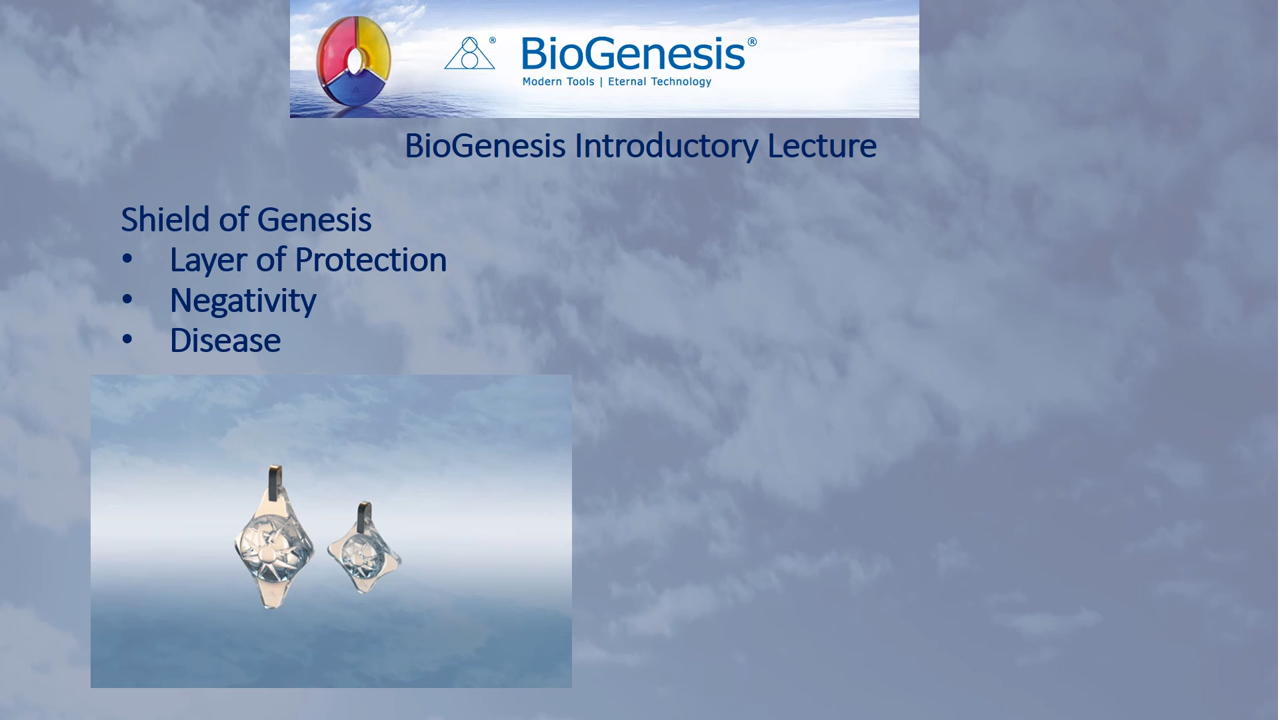 BioGenesis®
®
Modern Tools | Eternal Technology
BioGenesis Introductory Lecture
Shield of Genesis
• Layer of Protection
• Negativity
• Disease